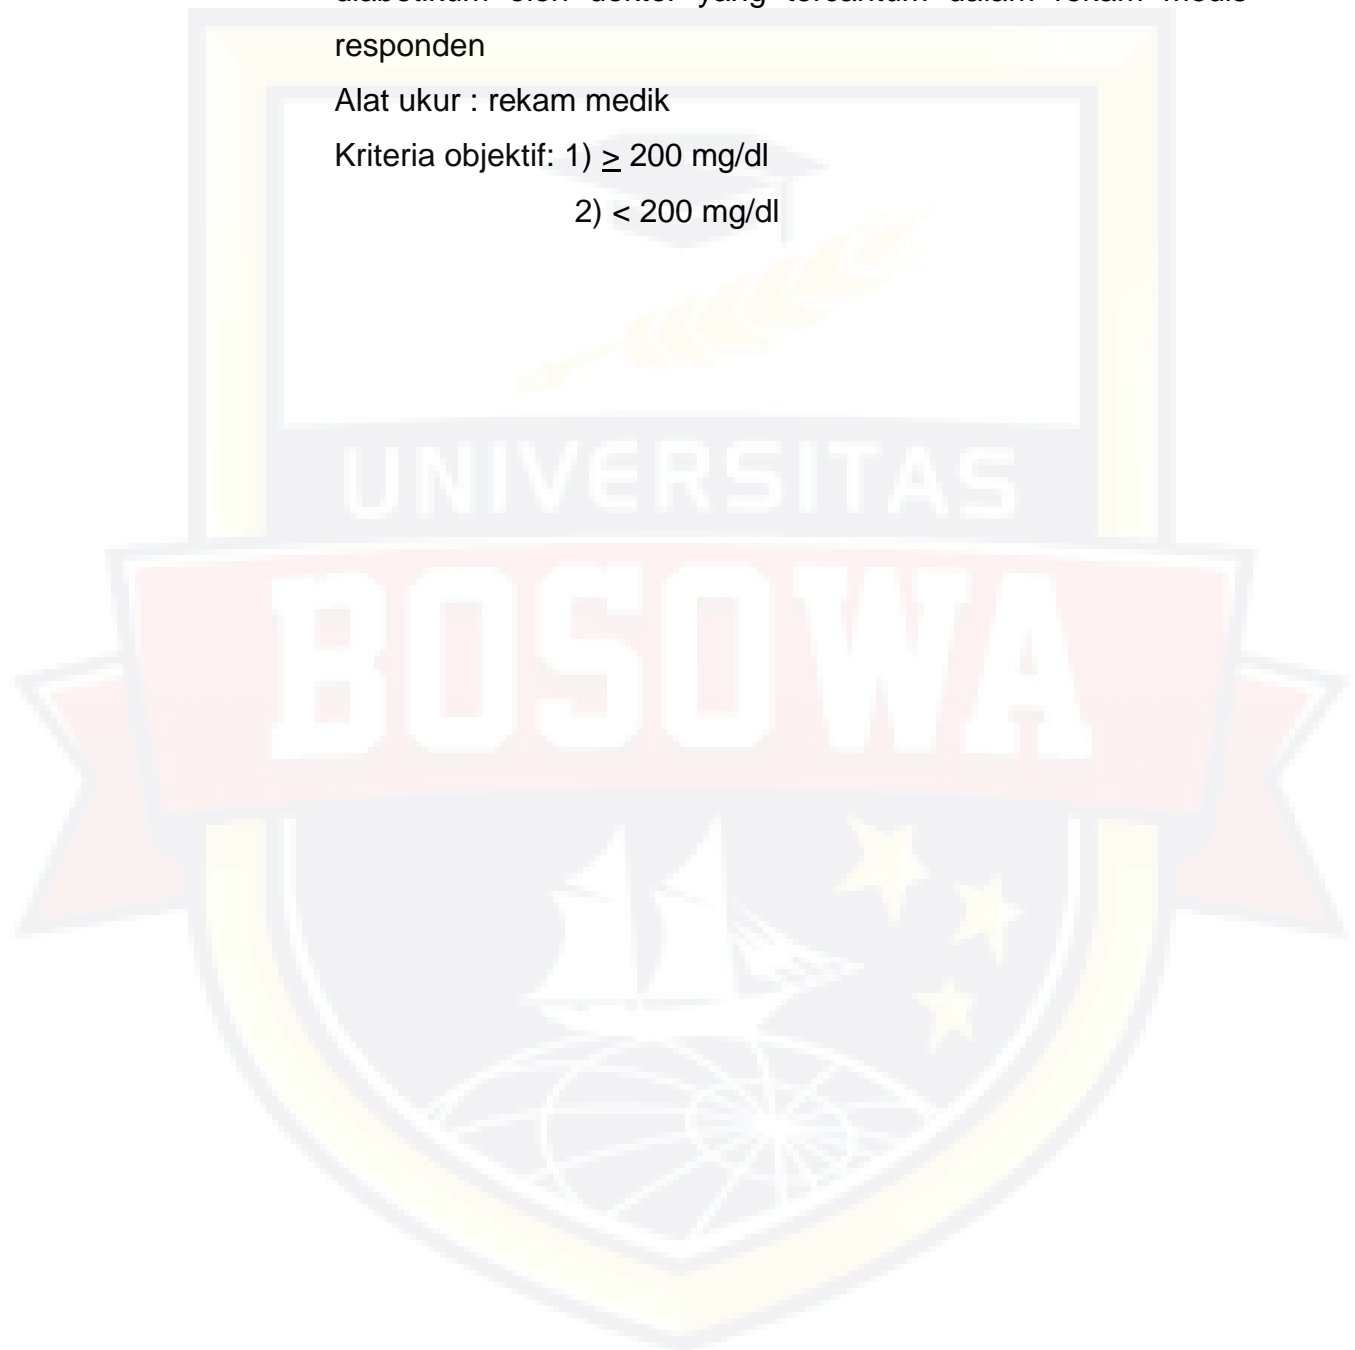 responden
Alat ukur : rekam medik
Kriteria objektif: 1) ≥ 200 mg/dl
2) < 200 mg/dl
UNIVERSITAS
BOSOWA